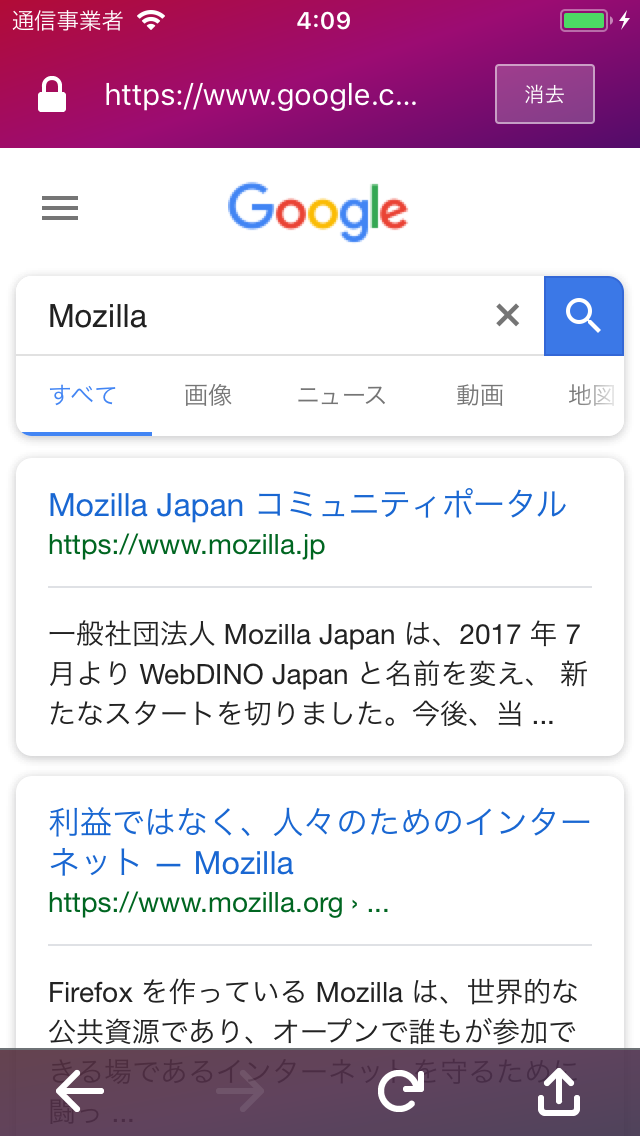 通信事業者 4:09
https://www.google.c... 消去
Google
Mozilla
すべて 画像 ニュース 動画 地図
Mozilla Japan コミュニティポータル
https://www.mozilla.jp
一般社団法人 Mozilla Japan は、2017 年 7
月より WebDINO Japan と名前を変え、 新
たなスタートを切りました。今後、当 ...
利益ではなく、人々のためのインター
ネット — Mozilla
https://www.mozilla.org › ...
Firefox を作っている Mozilla は、世界的な
公共資源であり、オープンで誰もが参加で
きる場であるインターネットを守るために
闘っ ...